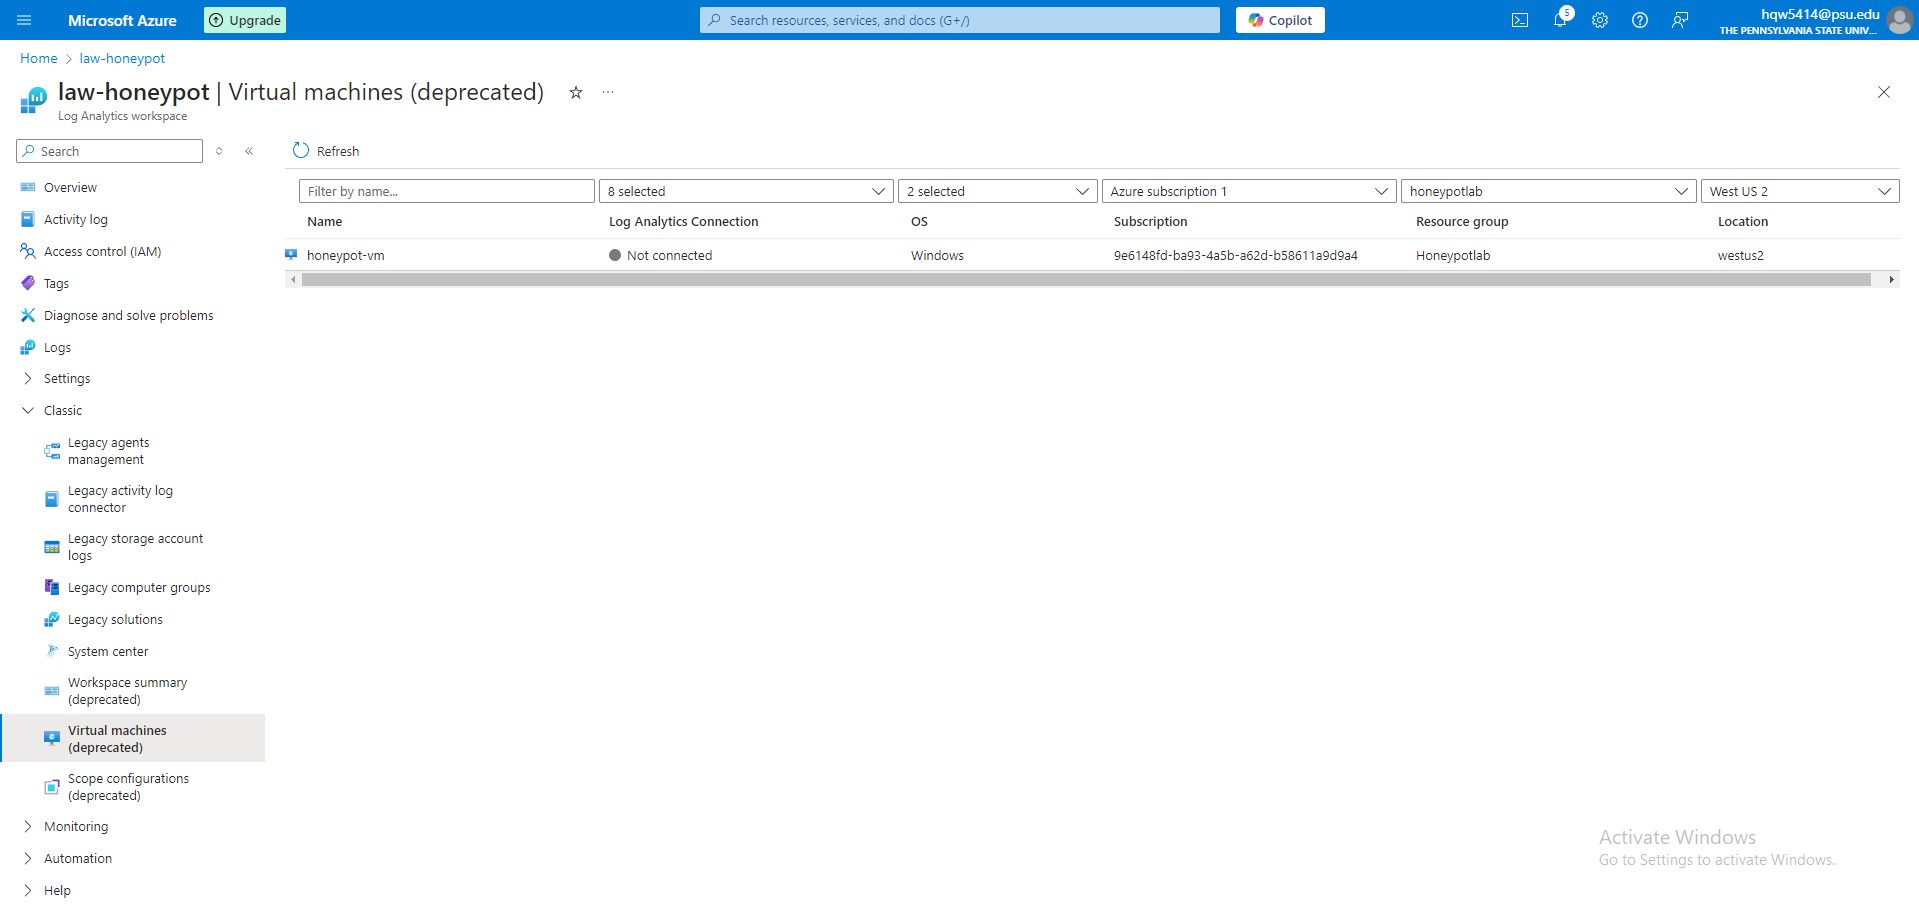 Microsoft Azure
Upgrade
Search resources, services, and docs (G+/)
Copilot
5
hqw5414@psu.edu
THE PENNSYLVANIA STATE UNIV...
Home > law-honeypot
law-honeypot | Virtual machines (deprecated)
Log Analytics workspace
Search
Refresh
Overview
Activity log
Access control (IAM)
Tags
Diagnose and solve problems
Logs
Settings
Classic
Legacy agents
management
Legacy activity log
connector
Legacy storage account
logs
Legacy computer groups
Legacy solutions
System center
Workspace summary
(deprecated)
Virtual machines
(deprecated)
Scope configurations
(deprecated)
Monitoring
Automation
Help
Filter by name... 8 selected 2 selected Azure subscription 1 honeypotlab West US 2
Name Log Analytics Connection OS Subscription Resource group Location
honeypot-vm Not connected Windows 9e6148fd-ba93-4a5b-a62d-b58611a9d9a4 Honeypotlab westus2
Activate Windows
Go to Settings to activate Windows.